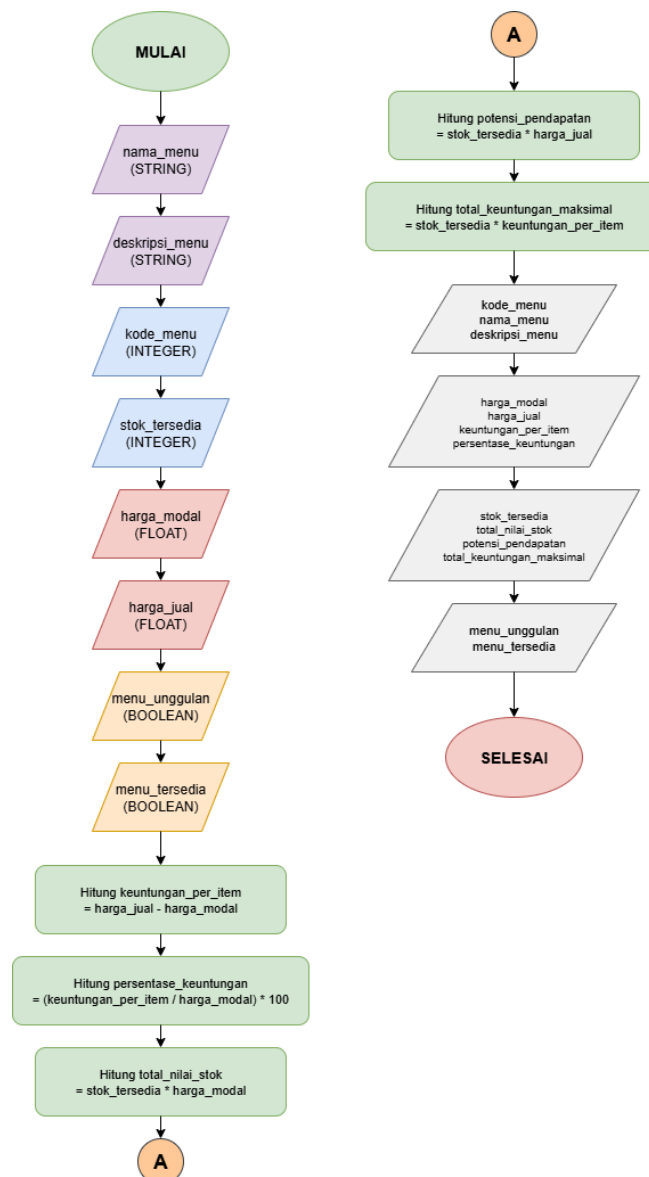 MULAI
nama_menu
(STRING)
deskripsi_menu
(STRING)
kode_menu
(INTEGER)
stok_tersedia
(INTEGER)
harga_modal
(FLOAT)
harga_jual
(FLOAT)
menu_unggulan
(BOOLEAN)
menu_tersedia
(BOOLEAN)
Hitung keuntungan_per_item
= harga_jual - harga_modal
Hitung persentase_keuntungan
= (keuntungan_per_item / harga_modal) * 100
Hitung total_nilai_stok
= stok_tersedia * harga_modal
A
A
Hitung potensi_pendapatan
= stok_tersedia * harga_jual
Hitung total_keuntungan_maksimal
= stok_tersedia * keuntungan_per_item
kode_menu
nama_menu
deskripsi_menu
harga_modal
harga_jual
keuntungan_per_item
persentase_keuntungan
stok_tersedia
total_nilai_stok
potensi_pendapatan
total_keuntungan_maksimal
menu_unggulan
menu_tersedia
SELESAI